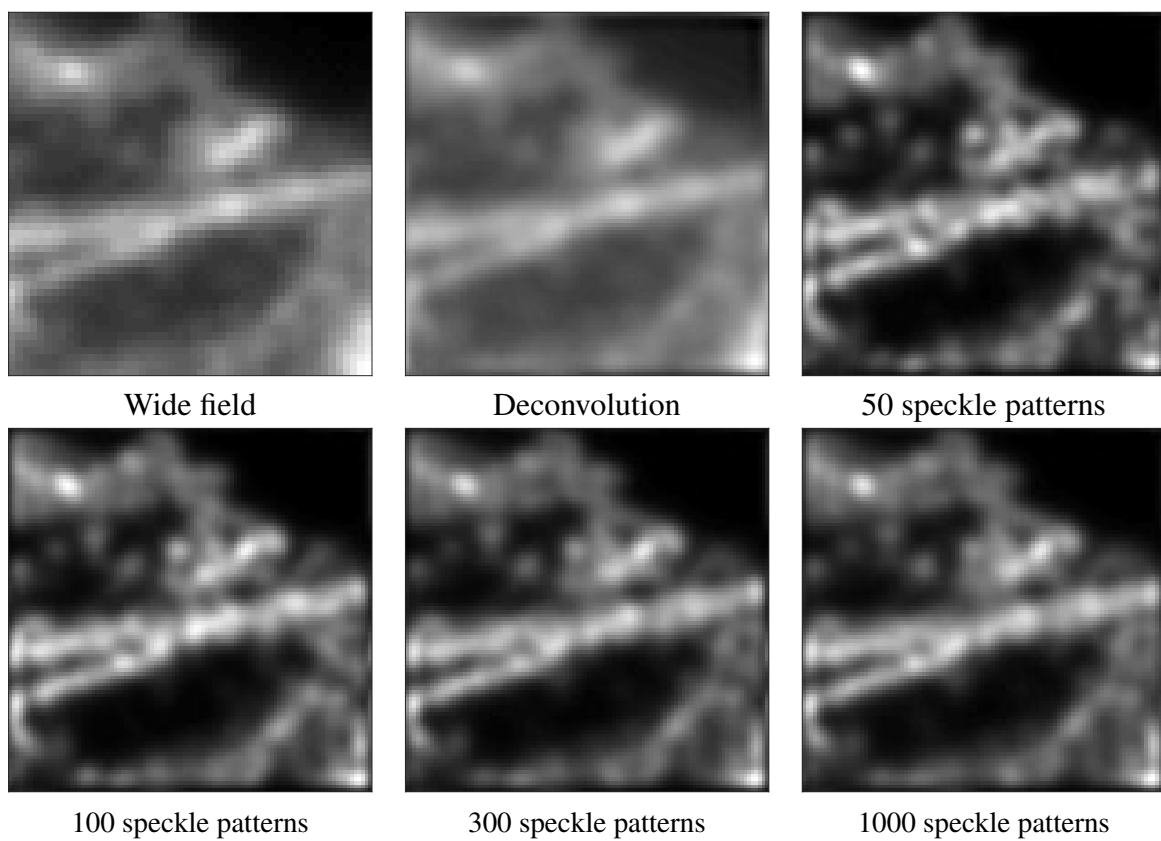 Wide field
Deconvolution
50 speckle patterns
100 speckle patterns
300 speckle patterns
1000 speckle patterns